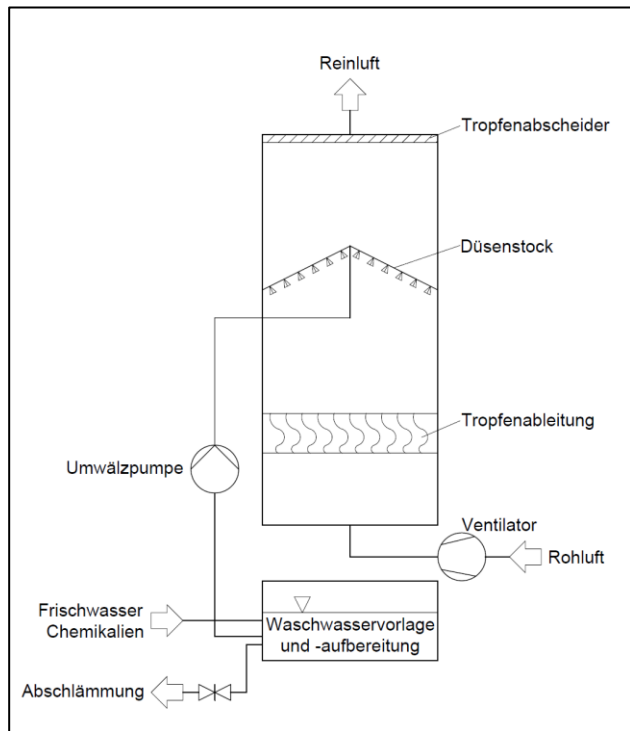 Reinluft
Tropfenabscheider
Düsenstock
Tropfenableitung
Umwälzpumpe
Ventilator
Rohluft
Frischwasser
Chemikalien
Waschwasservorlage
und -aufbereitung
Abschlämmung